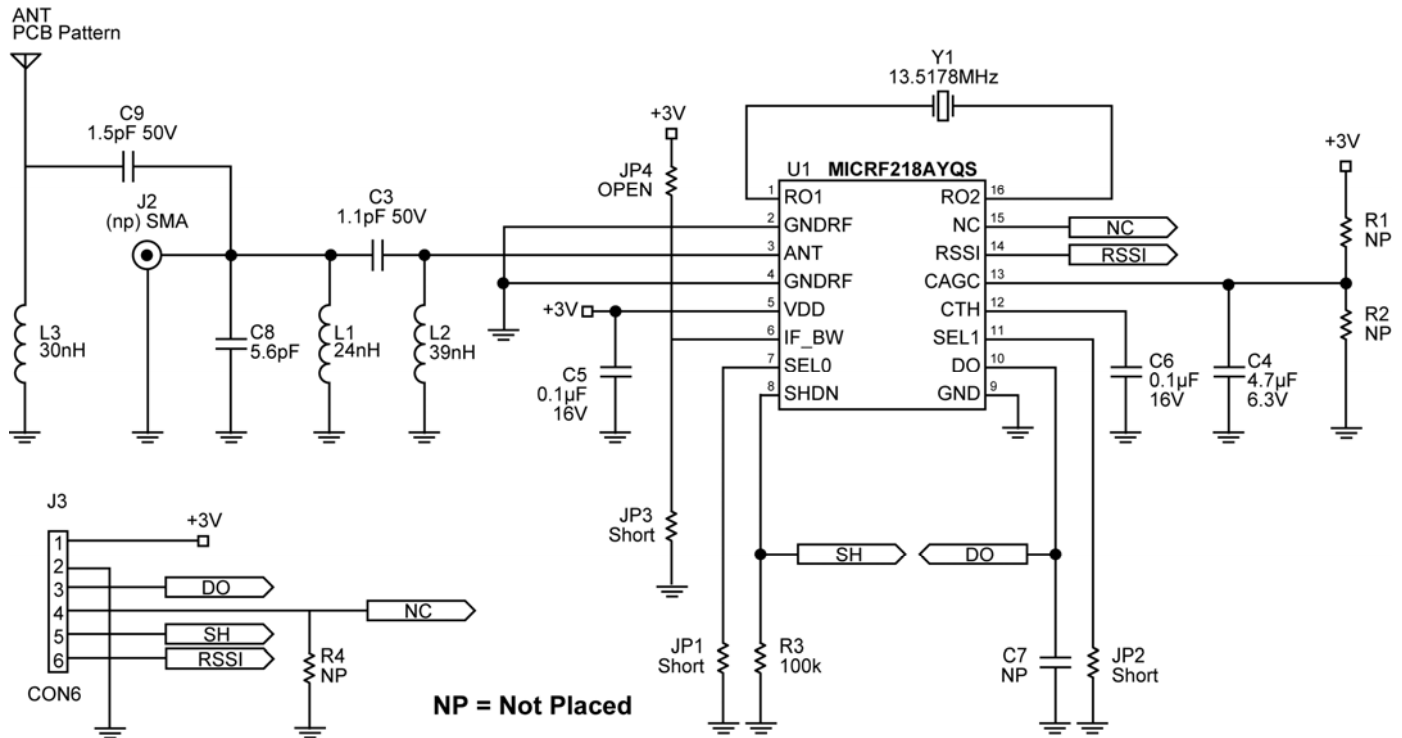 ANT
PCB Pattern
C9
1.5pF 50V
J2
(np) SMA
C3
1.1pF 50V
L3
30nH
C8
5.6pF
L1
24nH
L2
39nH
+3V
JP4
OPEN
+3V
C5
0.1µF
16V
JP3
Short
Y1
13.5178MHz
U1 MICRF218AYQS
1 RO1
2 GNDRF
3 ANT
4 GNDRF
5 VDD
6 IF_BW
7 SEL0
8 SHDN
RO2 16
NC 15
RSSI 14
CAGC 13
CTH 12
SEL1 11
DO 10
GND 9
NC
RSSI
+3V
R1
NP
R2
NP
C6
0.1µF
16V
C4
4.7µF
6.3V
SH
DO
JP1
Short
R3
100k
C7
NP
JP2
Short
J3
1
2
3
4
5
6
CON6
+3V
DO
NC
SH
RSSI
R4
NP
NP = Not Placed